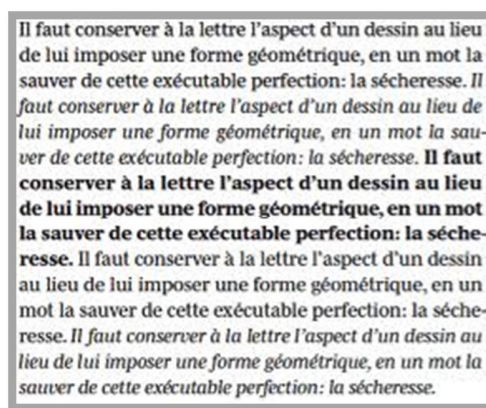 Il faut conserver à la lettre l'aspect d'un dessin au lieu
de lui imposer une forme géométrique, en un mot la
sauver de cette exécutable perfection: la sécheresse. Il
faut conserver à la lettre l'aspect d'un dessin au lieu de
lui imposer une forme géométrique, en un mot la sau-
ver de cette exécutable perfection: la sécheresse. Il faut
conserver à la lettre l'aspect d'un dessin au lieu
de lui imposer une forme géométrique, en un mot
la sauver de cette exécutable perfection: la séche-
resse. Il faut conserver à la lettre l'aspect d'un dessin
au lieu de lui imposer une forme géométrique, en un
mot la sauver de cette exécutable perfection: la séche-
resse. Il faut conserver à la lettre l'aspect d'un dessin au
lieu de lui imposer une forme géométrique, en un mot la
sauver de cette exécutable perfection: la sécheresse.